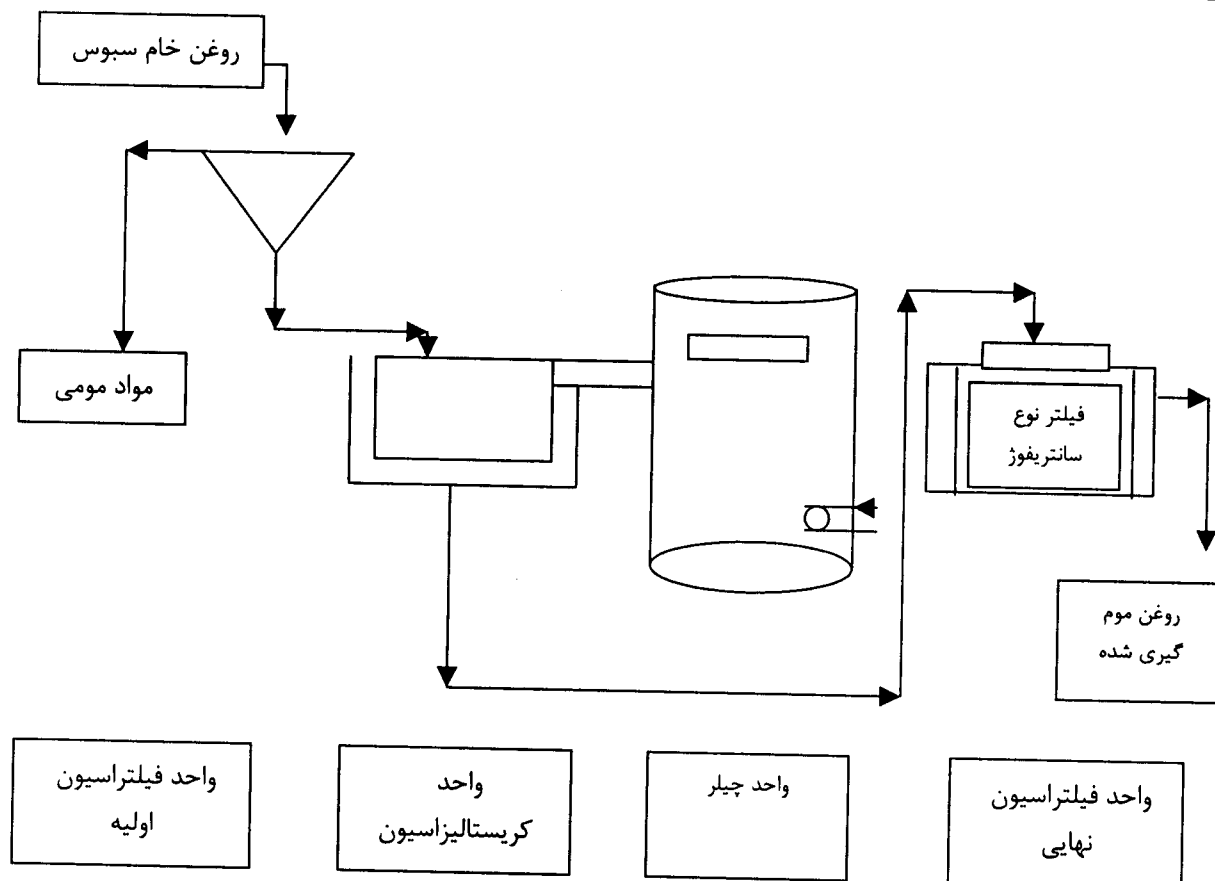 روغن خام سبوس
مواد مومی
فیلتر نوع
سانتریفوژ
روغن موم
گیری شده
واحد فیلتراسیون
اولیه
واحد
کریستالیزاسیون
واحد چیلر
واحد فیلتراسیون
نهایی